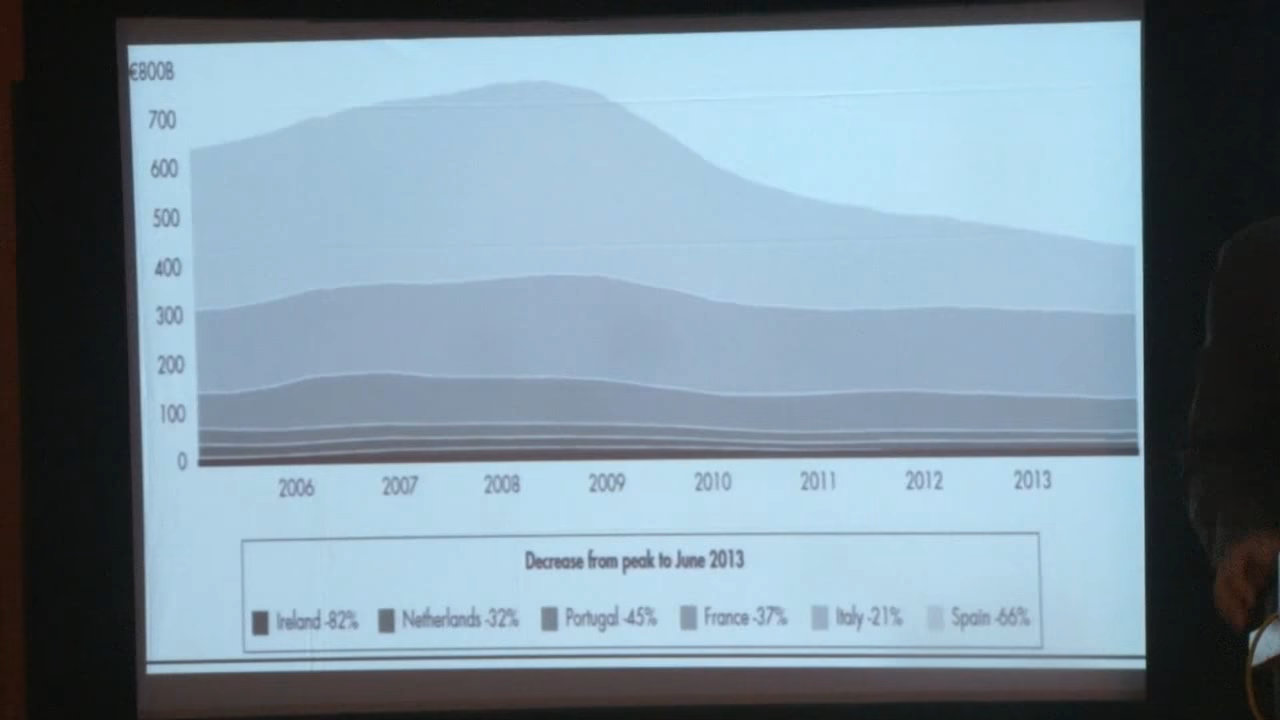 €800B
700
600
500
400
300
200
100
0
2006 2007 2008 2009 2010 2011 2012 2013
Decrease from peak to June 2013
Ireland -82% Netherlands -32% Portugal -45% France -37% Italy -21% Spain -66%